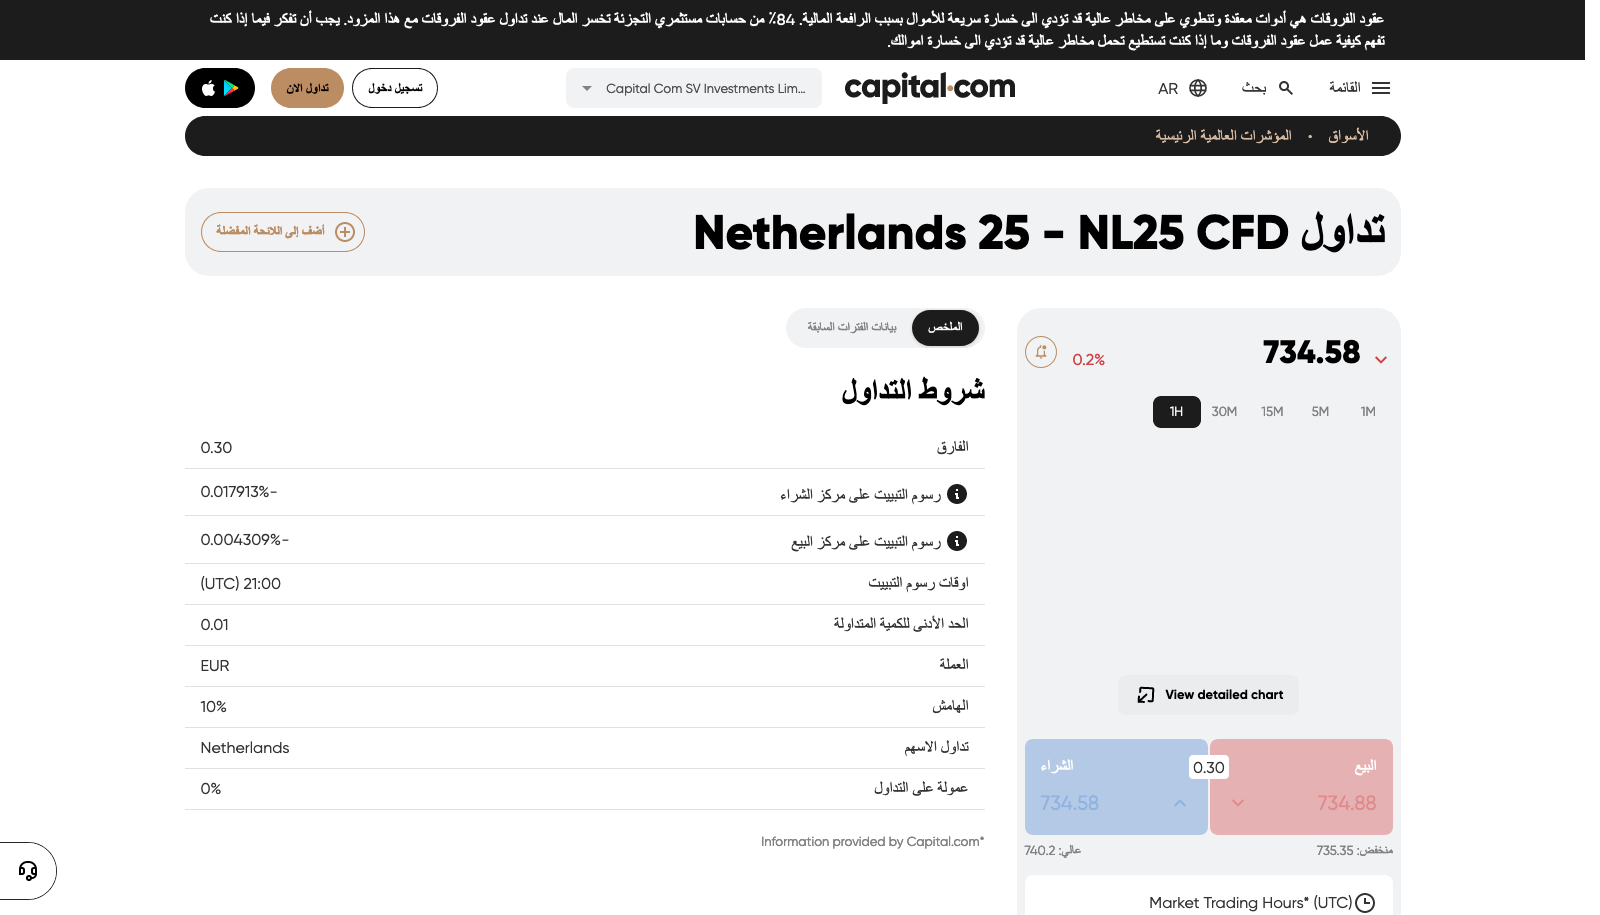 عقود الفروقات هي أدوات معقدة وتنطوي على مخاطر عالية قد تؤدي الى خسارة سريعة للأموال بسبب الرافعة المالية. 84٪ من حسابات مستثمري التجزئة تخسر المال عند تداول عقود الفروقات مع هذا المزود. يجب أن تفكر فيما إذا كنت
تفهم كيفية عمل عقود الفروقات وما إذا كنت تستطيع تحمل مخاطر عالية قد تؤدي الى خسارة اموالك.
القائمة
بحث
AR
capital.com
Capital Com SV Investments Lim...
تسجيل دخول
تداول الان
الأسواق • المؤشرات العالمية الرئيسية
تداول Netherlands 25 - NL25 CFD
أضف إلى اللائحة المفضلة
734.58
0.2%
1M
5M
15M
30M
1H
View detailed chart
البيع
734.88
0.30
الشراء
734.58
منخفض: 735.35
عالي: 740.2
Market Trading Hours* (UTC)
الملخص
بيانات الفترات السابقة
شروط التداول
الفارق 0.30
رسوم التبييت على مركز الشراء 0.017913%-
رسوم التبييت على مركز البيع 0.004309%-
اوقات رسوم التبييت 21:00 (UTC)
الحد الأدنى للكمية المتداولة 0.01
العملة EUR
الهامش 10%
تداول الاسهم Netherlands
عمولة على التداول 0%
Information provided by Capital.com*